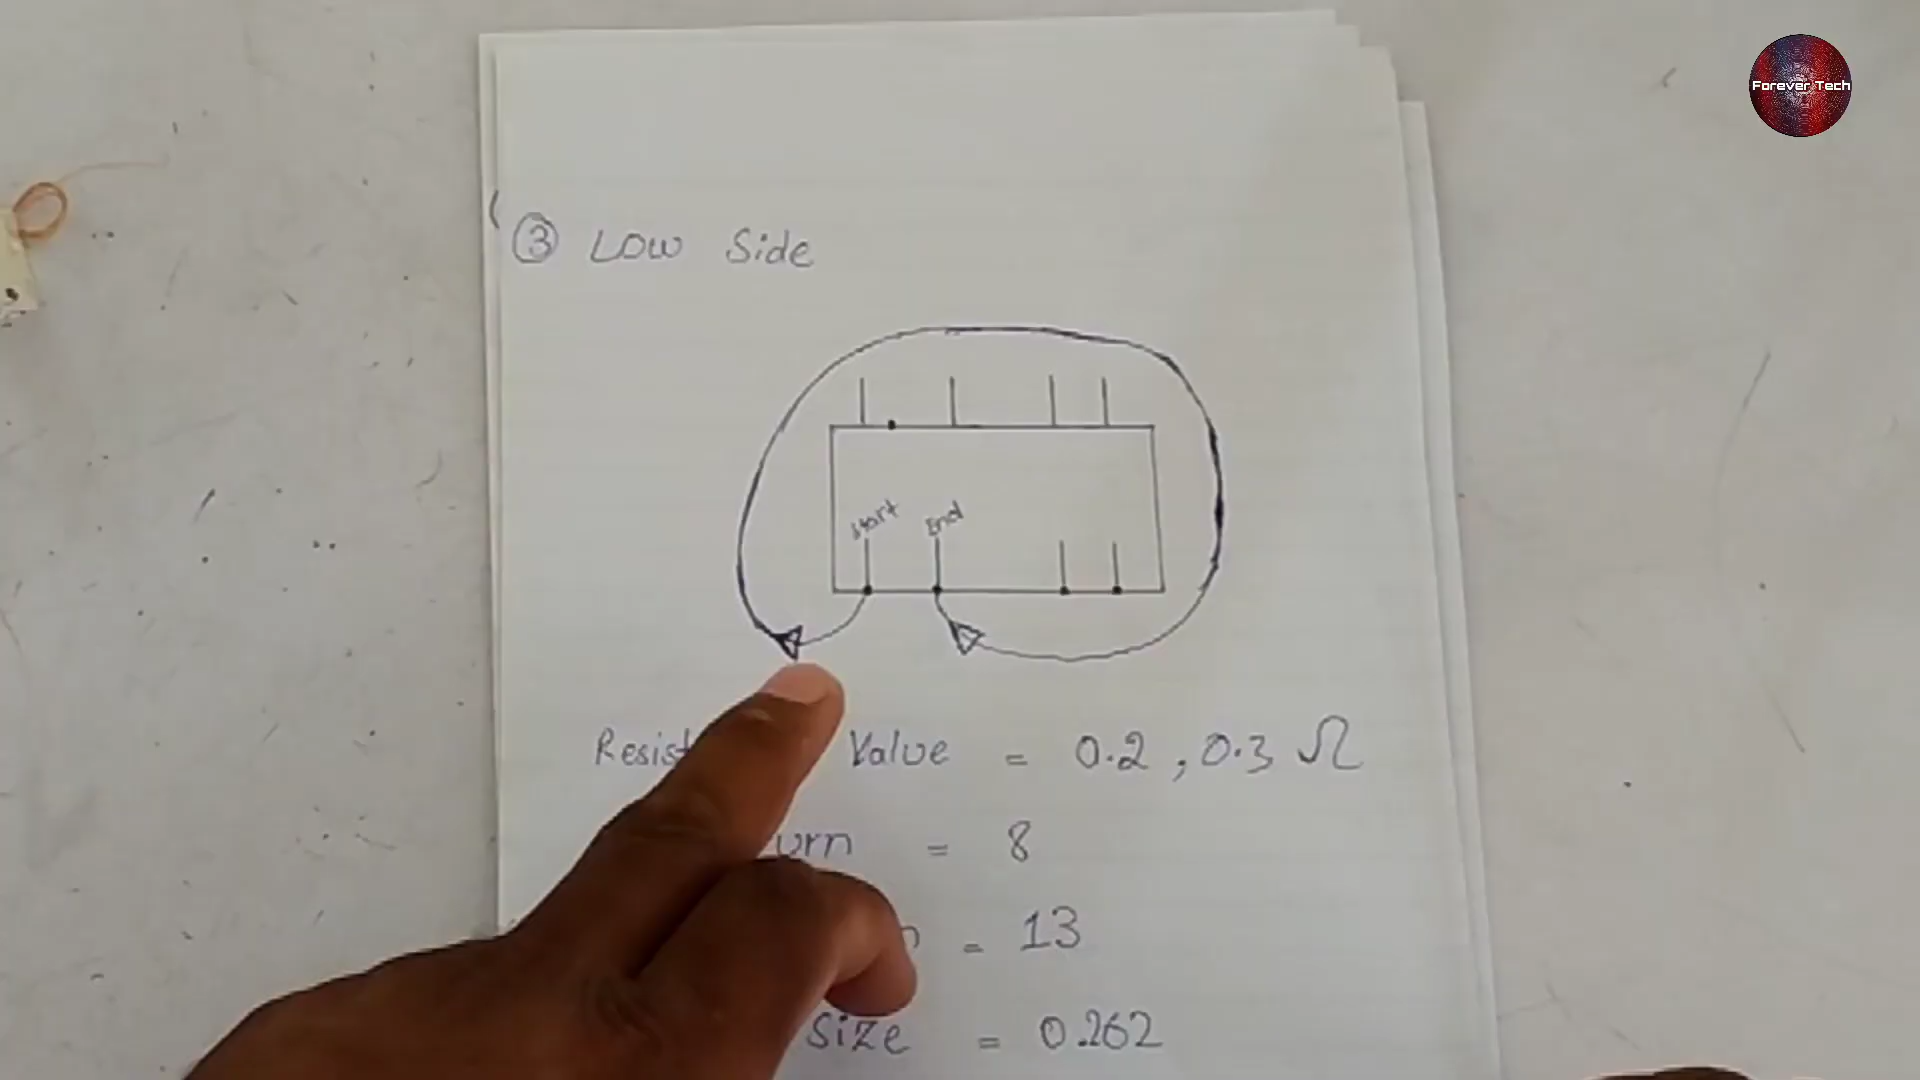 Forever Tech
③ Low Side
Start End
Value = 0.2, 0.3 Ω
= 8
= 13
Size = 0.262